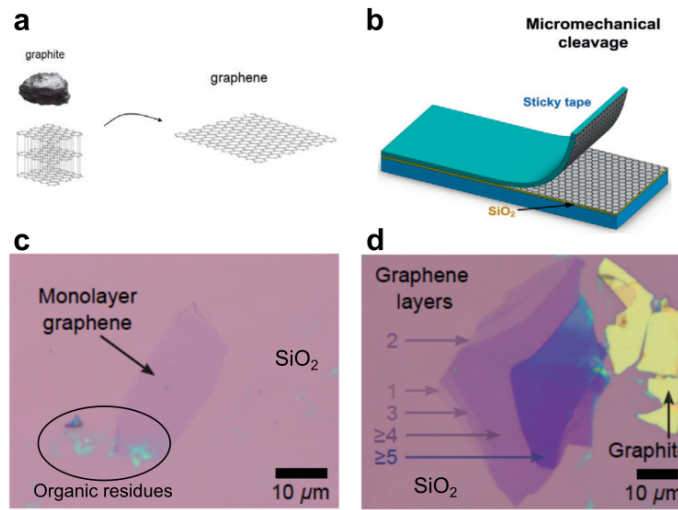 a
graphite
graphene
b
Micromechanical
cleavage
Sticky tape
SiO₂
c
Monolayer
graphene
SiO₂
Organic residues
10 µm
d
Graphene
layers
2
1
3
≥4
≥5
SiO₂
Graphit
10 µm